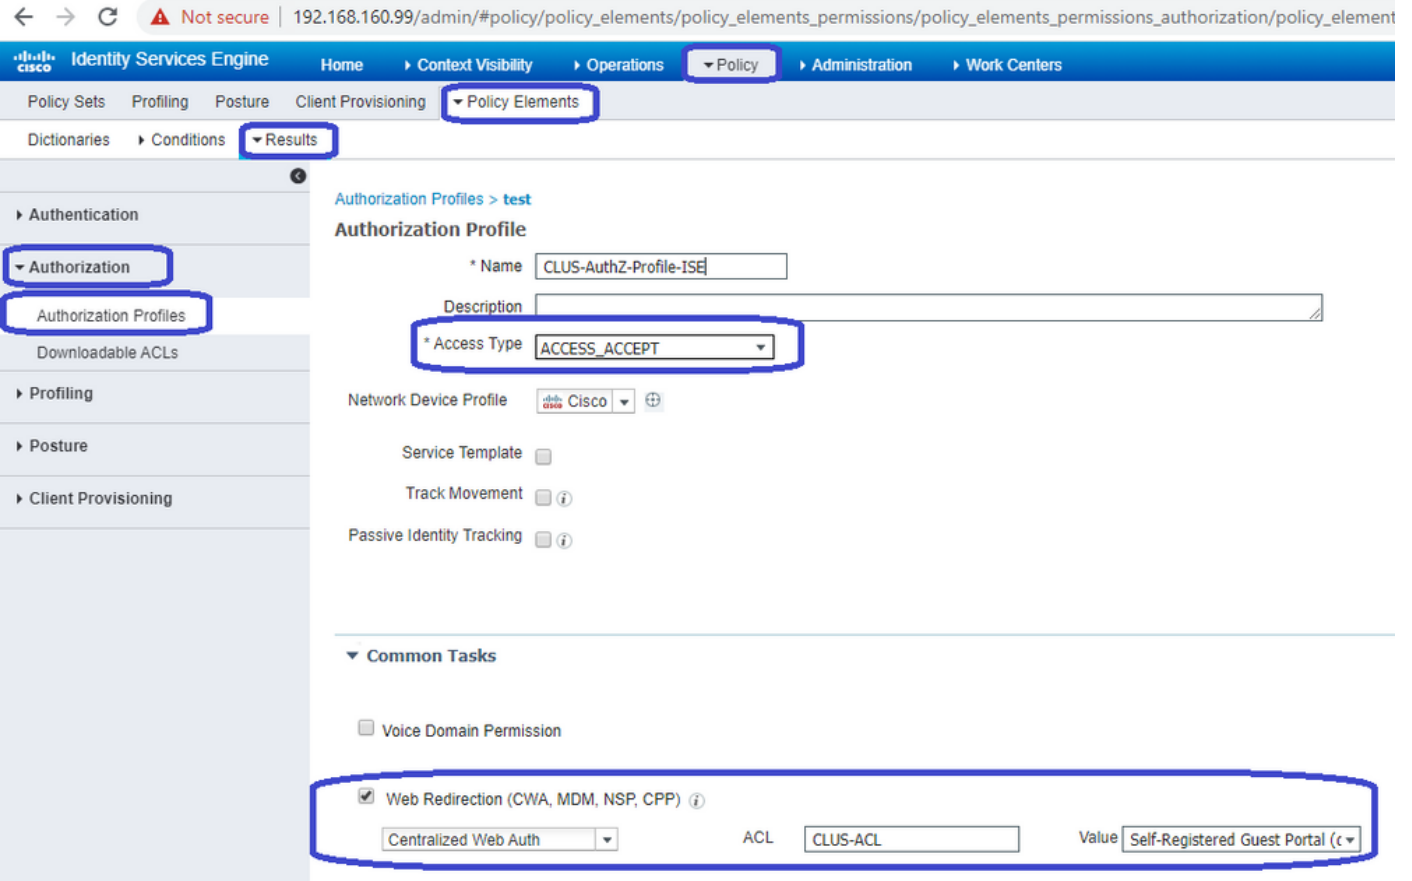 Not secure 192.168.160.99/admin/#policy/policy_elements/policy_elements_permissions/policy_elements_permissions_authorization/policy_element
cisco Identity Services Engine Home Context Visibility Operations Policy Administration Work Centers
Policy Sets Profiling Posture Client Provisioning Policy Elements
Dictionaries Conditions Results
Authentication
Authorization
Authorization Profiles
Downloadable ACLs
Profiling
Posture
Client Provisioning
Authorization Profiles > test
Authorization Profile
* Name CLUS-AuthZ-Profile-ISE
Description
* Access Type ACCESS_ACCEPT
Network Device Profile Cisco
Service Template
Track Movement
Passive Identity Tracking
Common Tasks
Voice Domain Permission
Web Redirection (CWA, MDM, NSP, CPP)
Centralized Web Auth ACL CLUS-ACL Value Self-Registered Guest Portal (c